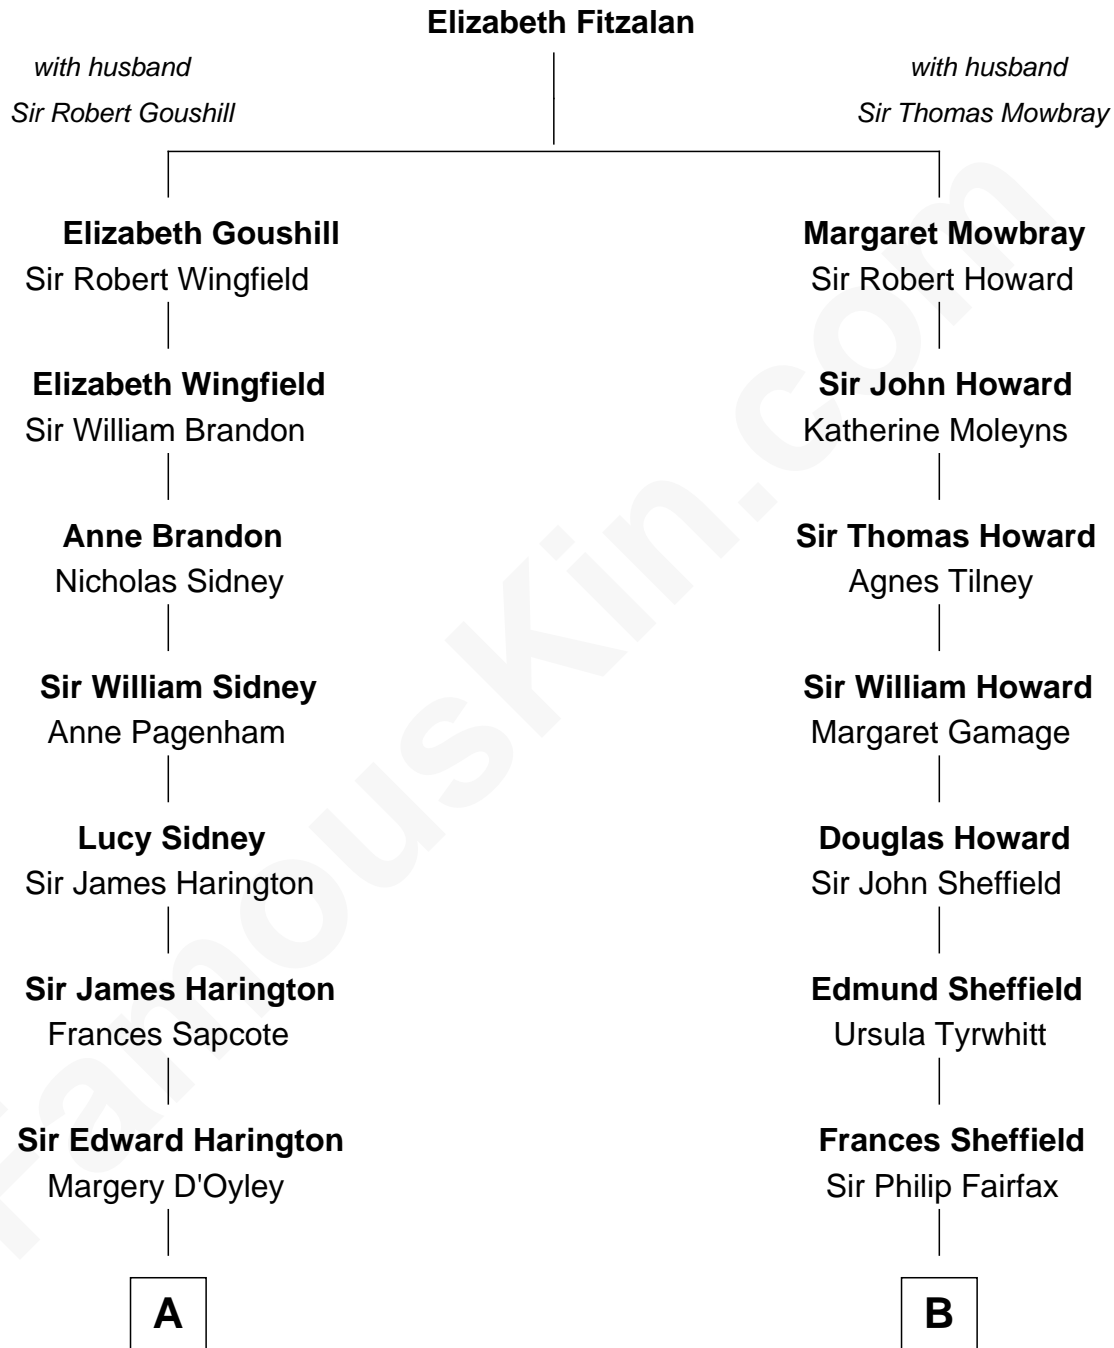 Elizabeth Fitzalan
with husband
Sir Robert Goushill
with husband
Sir Thomas Mowbray
Elizabeth Goushill
Sir Robert Wingfield
Margaret Mowbray
Sir Robert Howard
Elizabeth Wingfield
Sir William Brandon
Sir John Howard
Katherine Moleyns
Anne Brandon
Nicholas Sidney
Sir Thomas Howard
Agnes Tilney
Sir William Sidney
Anne Pagenham
Sir William Howard
Margaret Gamage
Lucy Sidney
Sir James Harington
Douglas Howard
Sir John Sheffield
Sir James Harington
Frances Sapcote
Edmund Sheffield
Ursula Tyrwhitt
Sir Edward Harington
Margery D'Oyley
Frances Sheffield
Sir Philip Fairfax
A
B
FamousKin.com